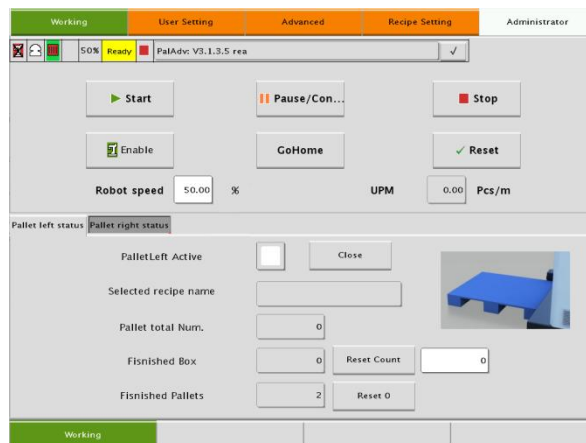 Working User Setting Advanced Recipe Setting Administrator
50% Ready PalAdv: V3.1.3.5 rea √
Start Pause/Con... Stop
Enable GoHome Reset
Robot speed 50.00 % UPM 0.00 Pcs/m
Pallet left status Pallet right status
PalletLeft Active Close
Selected recipe name
Pallet total Num. 0
Fisnished Box 0 Reset Count 0
Fisnished Pallets 2 Reset 0
Working